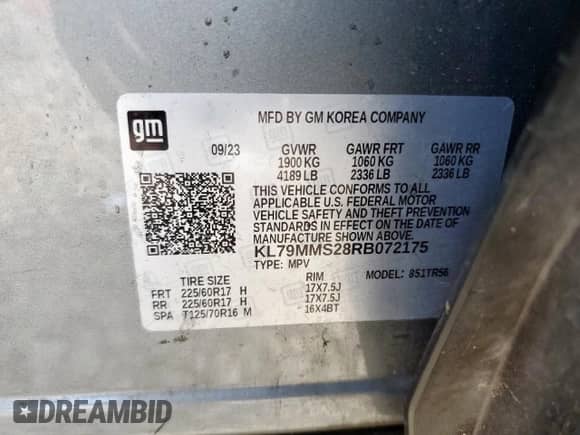 gm
MFD BY GM KOREA COMPANY
09/23 GVWR GAWR FRT GAWR RR
1900 KG 1060 KG 1060 KG
4189 LB 2336 LB 2336 LB
THIS VEHICLE CONFORMS TO ALL
APPLICABLE U.S. FEDERAL MOTOR
VEHICLE SAFETY AND THEFT PREVENTION
STANDARDS IN EFFECT ON THE DATE OF
MANUFACTURE SHOWN ABOVE.
KL79MMS28RB072175
TYPE: MPV MODEL: 851TR56
TIRE SIZE RIM
FRT 225/60R17 H 17X7.5J
RR 225/60R17 H 17X7.5J
SPA T125/70R16 M 16X4BT
DREAMBID